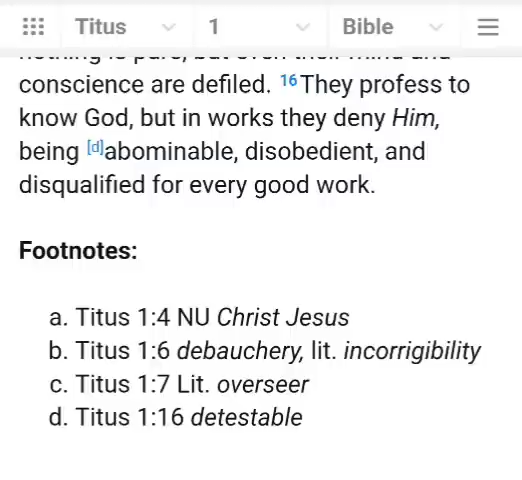 Titus 1 Bible
conscience are defiled. 16 They profess to
know God, but in works they deny Him,
being [d]abominable, disobedient, and
disqualified for every good work.
Footnotes:
a. Titus 1:4 NU Christ Jesus
b. Titus 1:6 debauchery, lit. incorrigibility
c. Titus 1:7 Lit. overseer
d. Titus 1:16 detestable